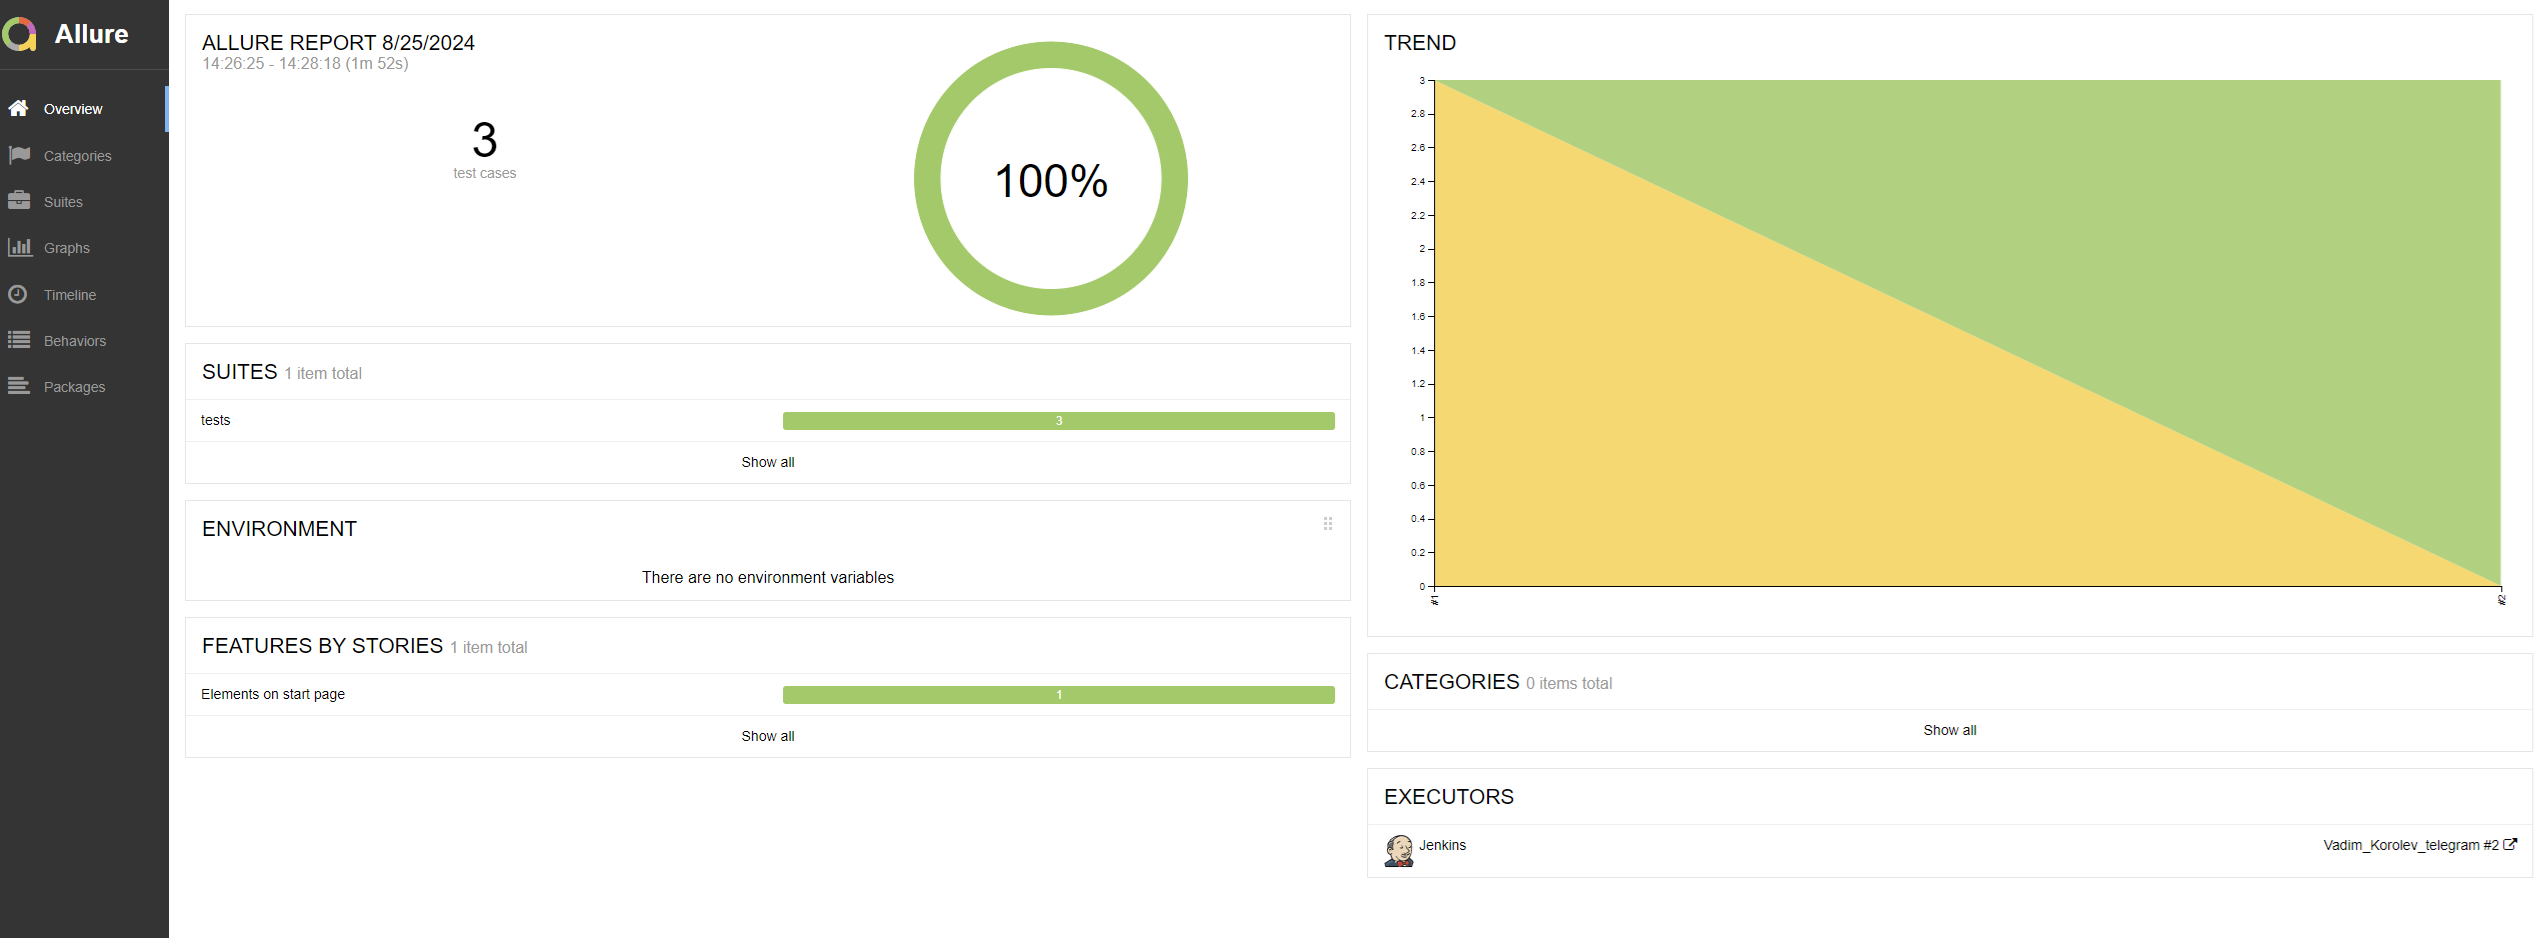 Allure
Overview
Categories
Suites
Graphs
Timeline
Behaviors
Packages
ALLURE REPORT 8/25/2024
14:26:25 - 14:28:18 (1m 52s)
3
test cases
100%
SUITES 1 item total
tests
3
Show all
ENVIRONMENT
There are no environment variables
FEATURES BY STORIES 1 item total
Elements on start page
1
Show all
TREND
3
2.8
2.6
2.4
2.2
2
1.8
1.6
1.4
1.2
1
0.8
0.6
0.4
0.2
0
#1
#2
CATEGORIES 0 items total
Show all
EXECUTORS
Jenkins
Vadim_Korolev_telegram #2